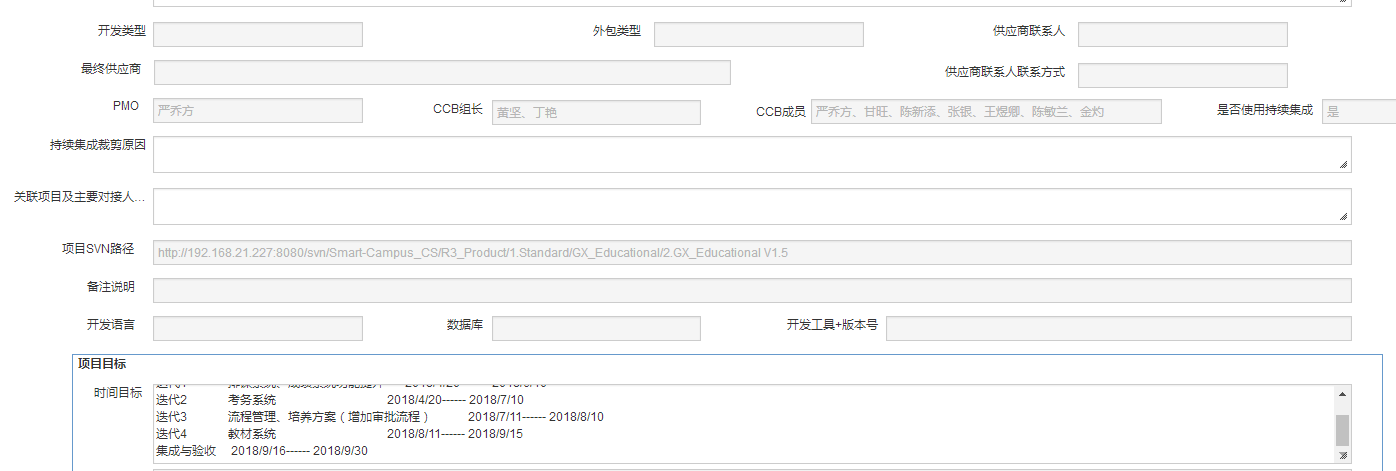 开发类型 外包类型 供应商联系人
最终供应商 供应商联系人联系方式
PMO 严乔方 CCB组长 黄坚、丁艳 CCB成员 严乔方、甘旺、陈新添、张银、王煜卿、陈敏兰、金灼 是否使用持续集成 是
持续集成裁剪原因
关联项目及主要对接人...
项目SVN路径 http://192.168.21.227:8080/svn/Smart-Campus_CS/R3_Product/1.Standard/GX_Educational/2.GX_Educational V1.5
备注说明
开发语言 数据库 开发工具+版本号
项目目标
时间目标
迭代2 考务系统 2018/4/20------ 2018/7/10
迭代3 流程管理、培养方案（增加审批流程） 2018/7/11------ 2018/8/10
迭代4 教材系统 2018/8/11------ 2018/9/15
集成与验收 2018/9/16------ 2018/9/30